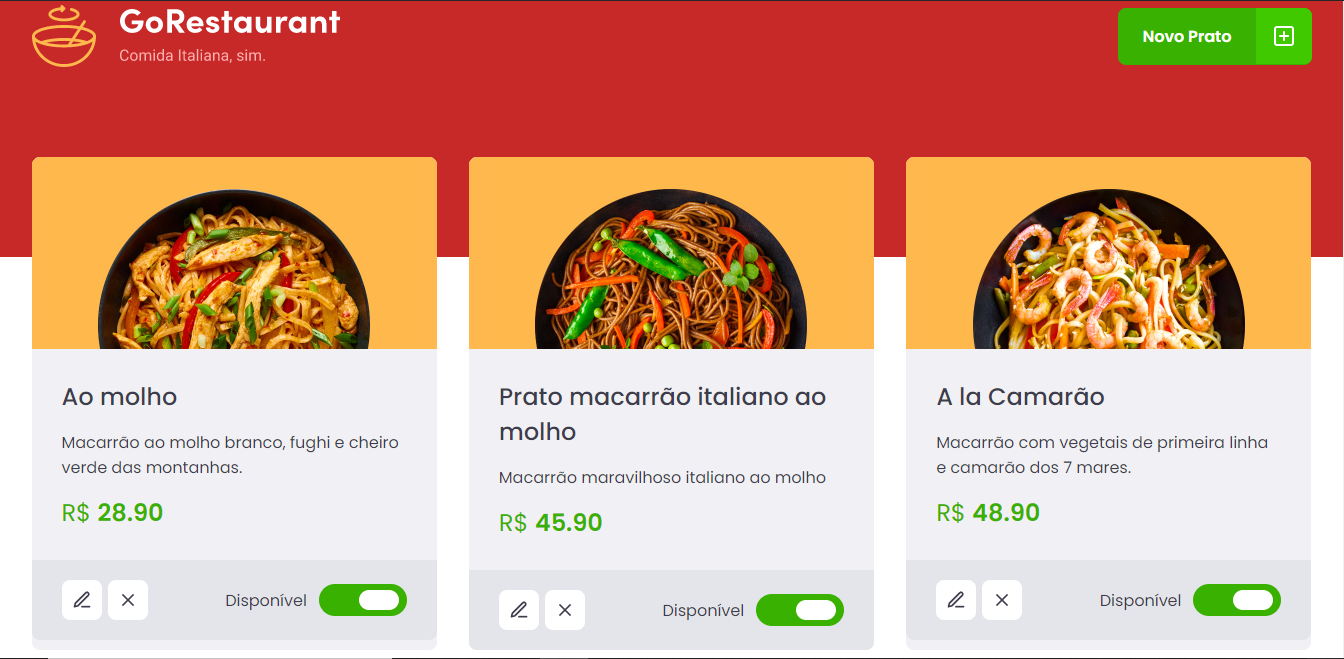 GoRestaurant
Comida Italiana, sim.
Novo Prato
Ao molho
Macarrão ao molho branco, fughi e cheiro
verde das montanhas.
R$ 28.90
Disponível
Prato macarrão italiano ao
molho
Macarrão maravilhoso italiano ao molho
R$ 45.90
Disponível
A la Camarão
Macarrão com vegetais de primeira linha
e camarão dos 7 mares.
R$ 48.90
Disponível